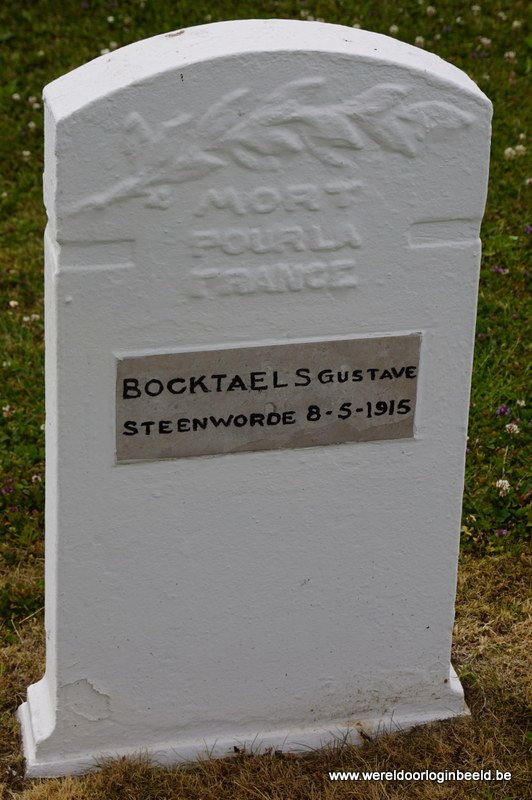 MORT
POUR LA
FRANCE
BOCKTAELS GUSTAVE
STEENWORDE 8-5-1915
www.wereldoorloginbeeld.be